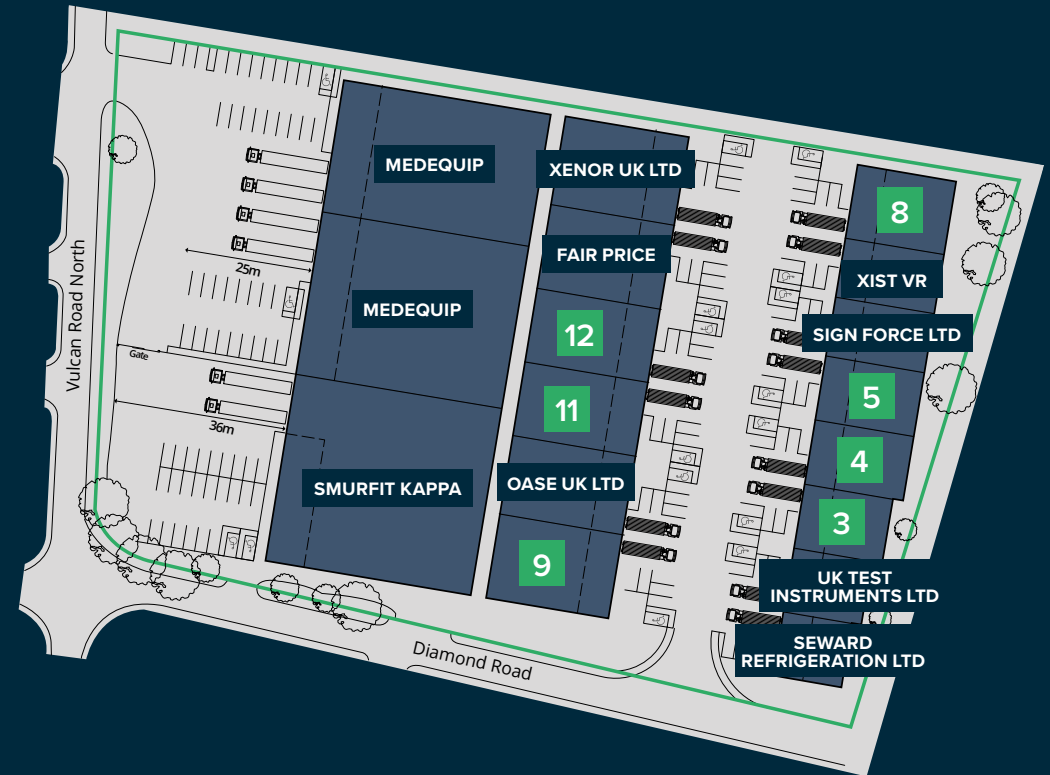 MEDEQUIP
XENOR UK LTD
8
FAIR PRICE
25m
XIST VR
MEDEQUIP
Vulcan Road North
12
SIGN FORCE LTD
Gate
11
5
36m
4
SMURFIT KAPPA
OASE UK LTD
3
9
UK TEST
INSTRUMENTS LTD
SEWARD
REFRIGERATION LTD
Diamond Road